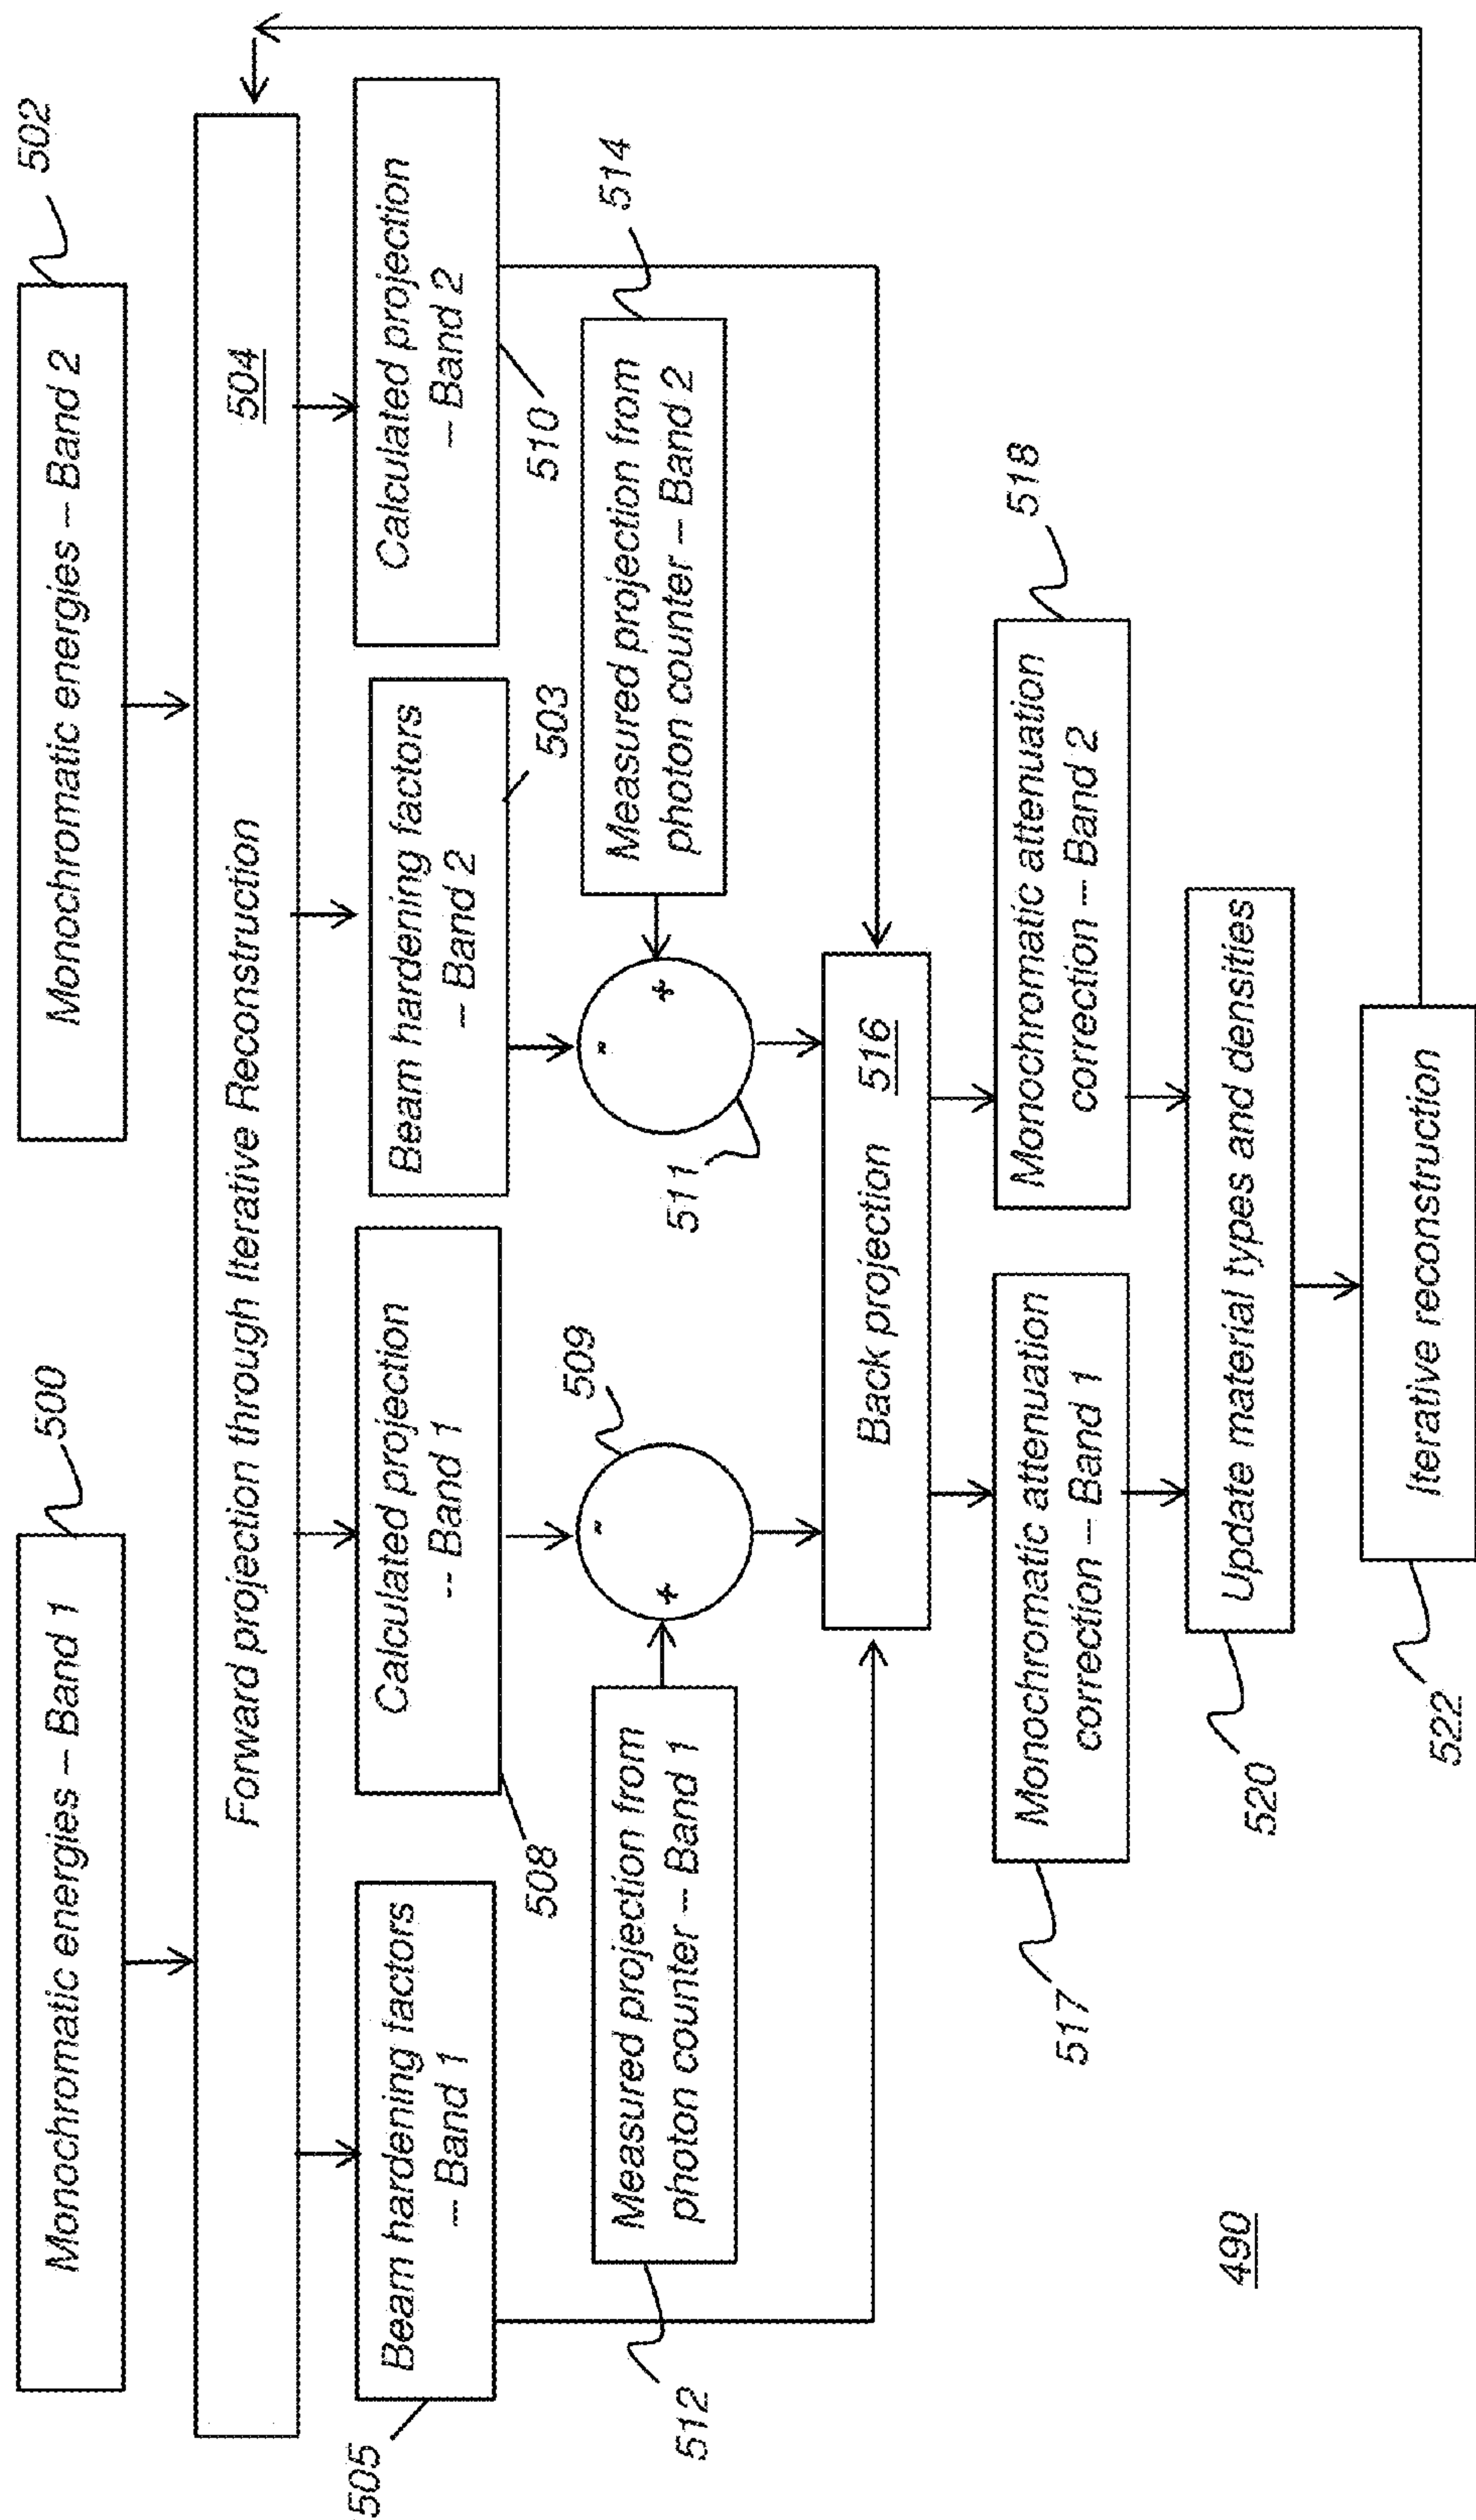 500
502
Monochromatic energies – Band 1
Monochromatic energies – Band 2
Forward projection through Iterative Reconstruction
504
Beam hardening factors
– Band 1
505
Calculated projection
-- Band 1
508
Beam hardening factors
– Band 2
503
Calculated projection
– Band 2
510
Measured projection from
photon counter – Band 1
512
+
-
509
-
+
511
Measured projection from
photon counter – Band 2
514
Back projection 516
Monochromatic attenuation
correction – Band 1
517
Monochromatic attenuation
correction – Band 2
518
Update material types and densities
520
Iterative reconstruction
522
490